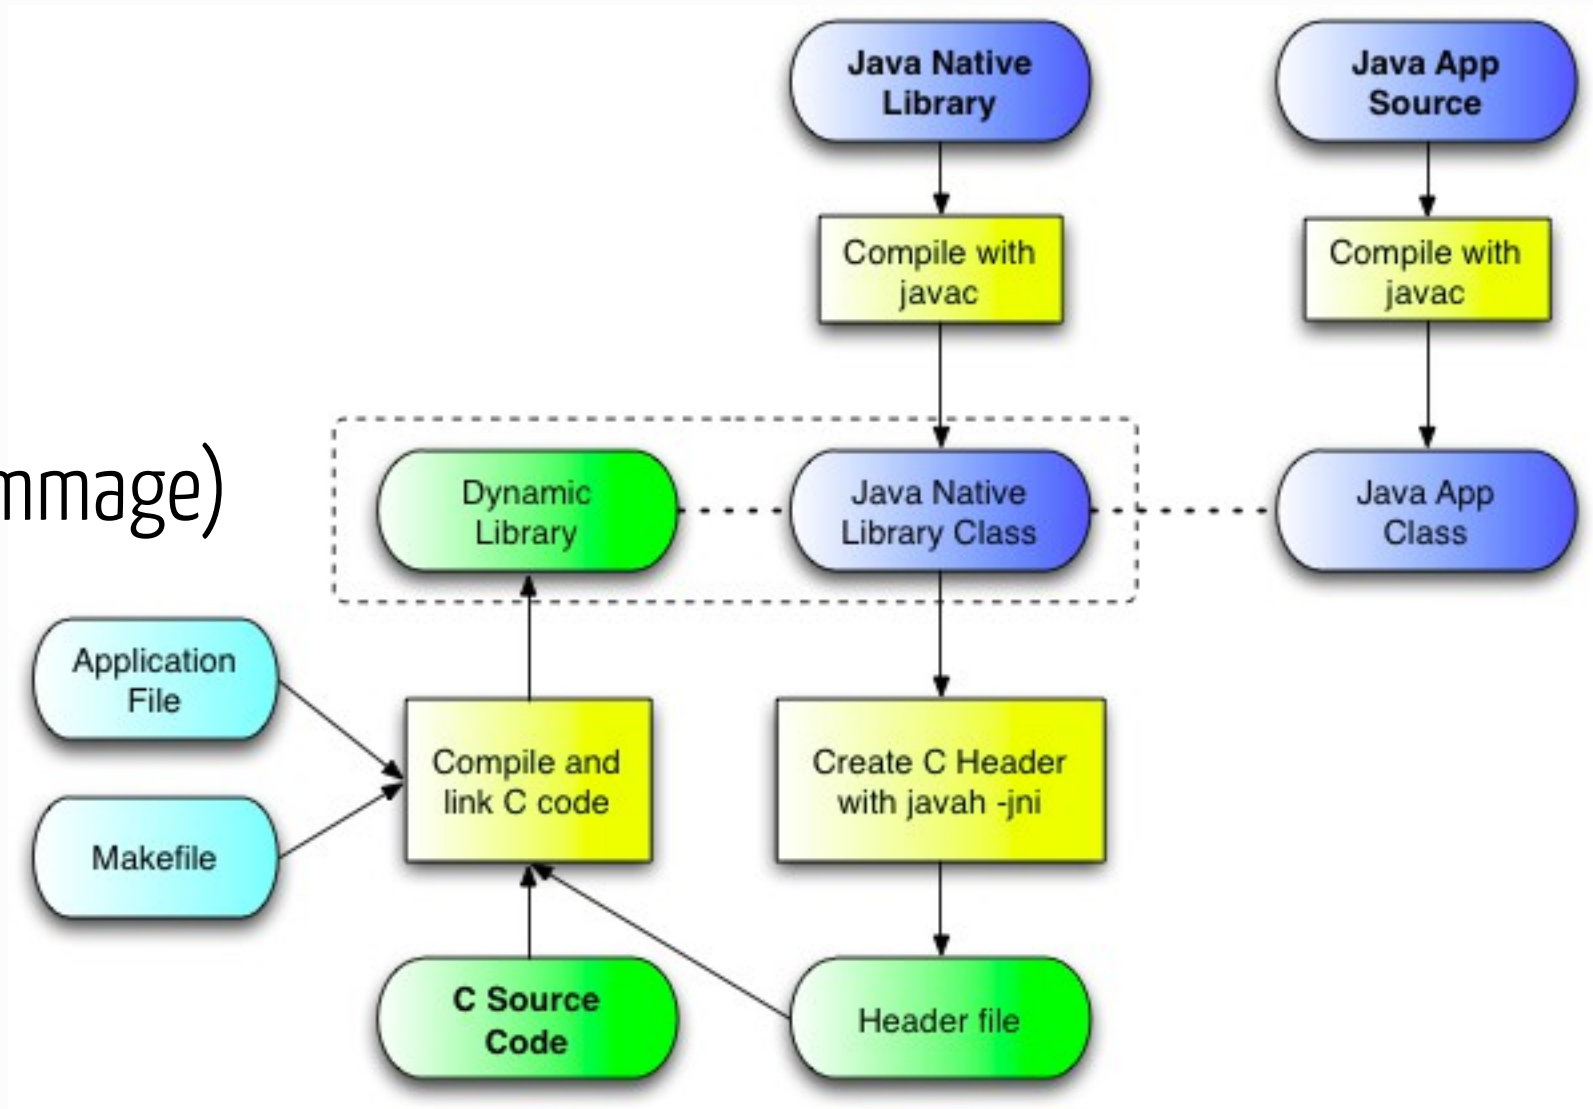 Java Native
Library
Java App
Source
Compile with
javac
Compile with
javac
mmage)
Dynamic
Library
Java Native
Library Class
Java App
Class
Application
File
Compile and
link C code
Create C Header
with javah -jni
Makefile
C Source
Code
Header file